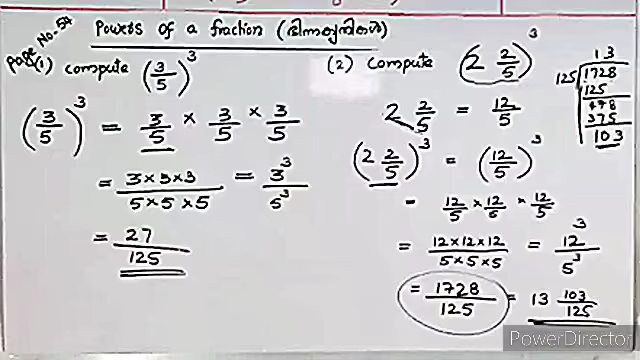 Page No. 54
Powers of a fraction (ഭിന്നകൃതികൾ)
(1) compute (3/5)^3
(3/5)^3 = 3/5 × 3/5 × 3/5
= 3×3×3 / 5×5×5 = 3^3 / 5^3
= 27/125
(2) Compute (2 2/5)^3
2 2/5 = 12/5
(2 2/5)^3 = (12/5)^3
= 12/5 × 12/5 × 12/5
= 12×12×12 / 5×5×5 = 12^3 / 5^3
= 1728/125 = 13 103/125
13
125 1728
125
478
375
103
PowerDirector